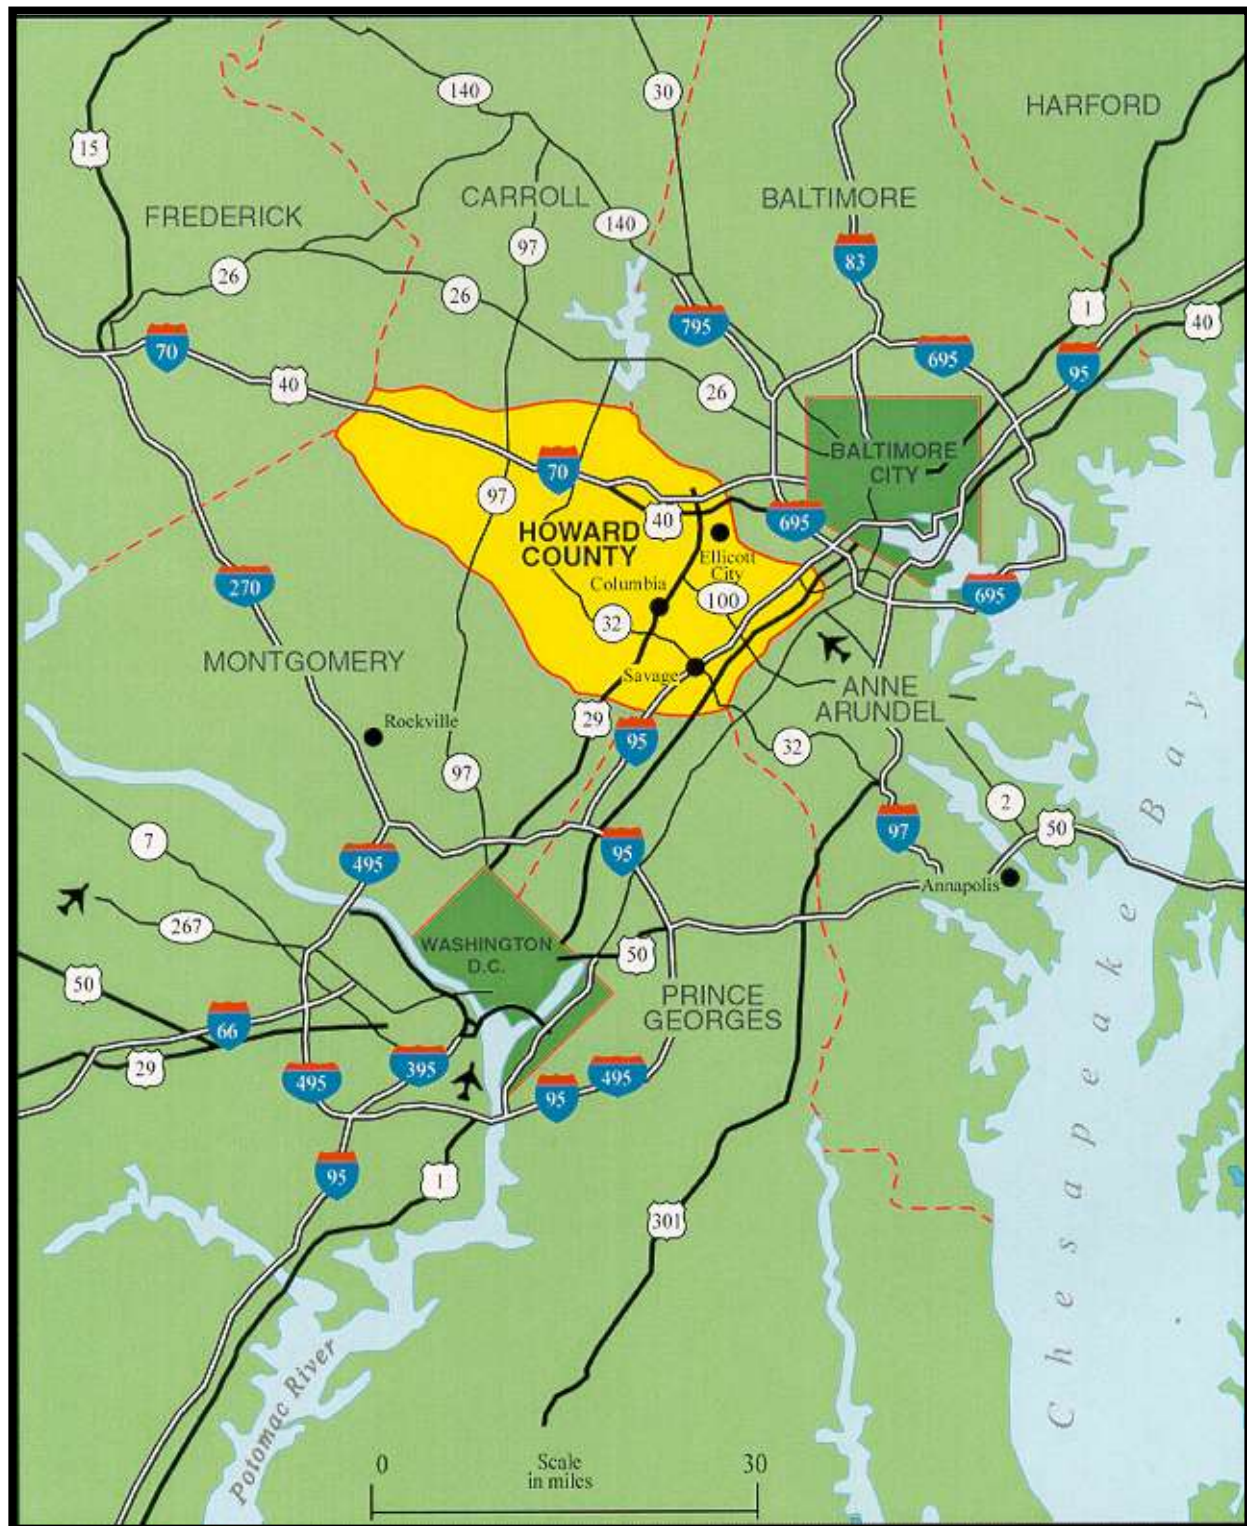 140
30
HARFORD
15
CARROLL
BALTIMORE
FREDERICK
140
97
83
26
26
1
795
40
70
695
95
40
26
BALTIMORE
CITY
70
97
40
695
HOWARD
COUNTY
Ellicott
City
Columbia
270
100
695
32
MONTGOMERY
Savage
ANNE
ARUNDEL
Rockville
29
95
32
97
2
7
50
97
495
95
Annapolis
267
WASHINGTON
D.C.
50
50
PRINCE
GEORGES
66
29
495
395
495
95
95
1
301
Chesapeake Bay
Potomac River
0
Scale
in miles
30